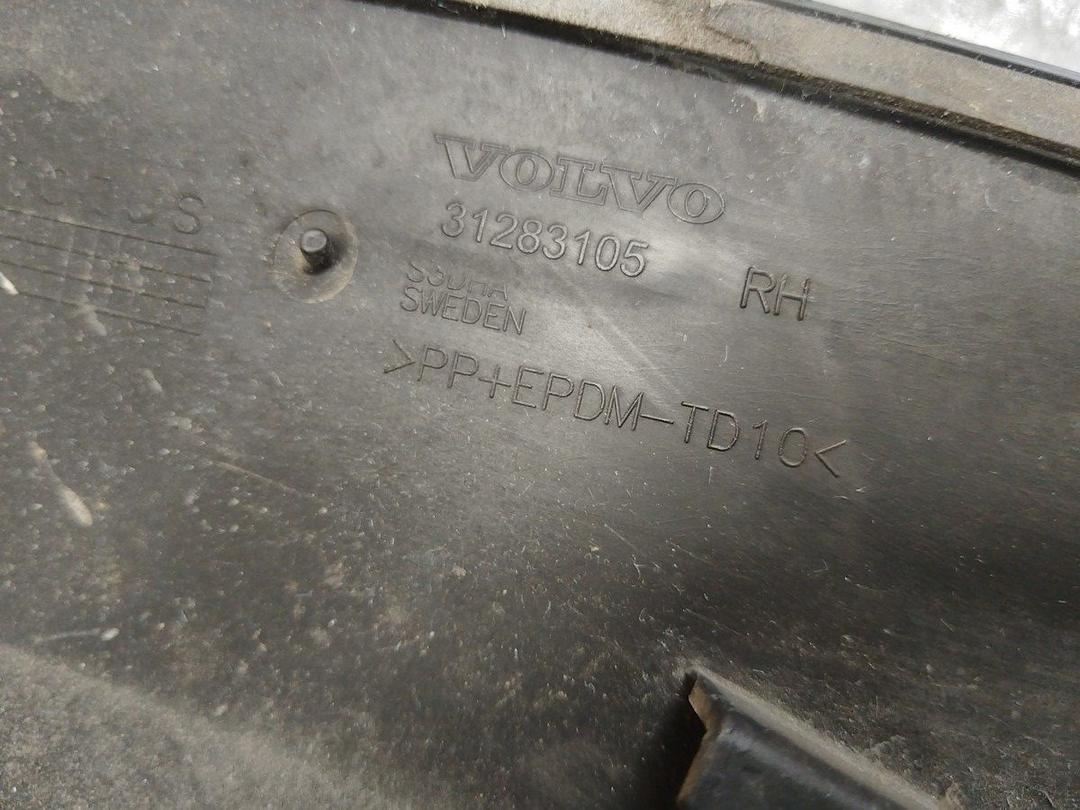 VOLVO
31283105
RH
SWEDEN
>PP+EPDM-TD10<